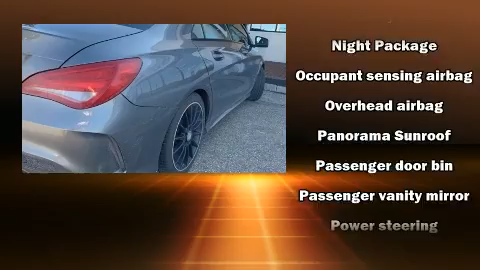 Night Package
Occupant sensing airbag
Overhead airbag
Panorama Sunroof
Passenger door bin
Passenger vanity mirror
Power steering